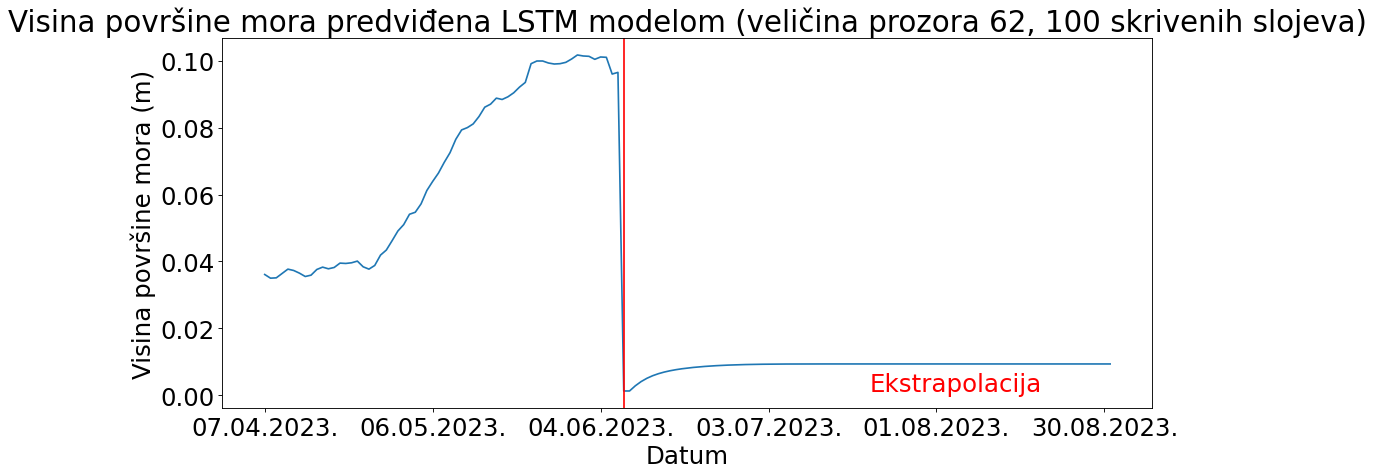 Visina površine mora predviđena LSTM modelom (veličina prozora 62, 100 skrivenih slojeva)
Visina površine mora (m)
0.10
0.08
0.06
0.04
0.02
0.00
Ekstrapolacija
07.04.2023. 06.05.2023. 04.06.2023. 03.07.2023. 01.08.2023. 30.08.2023.
Datum